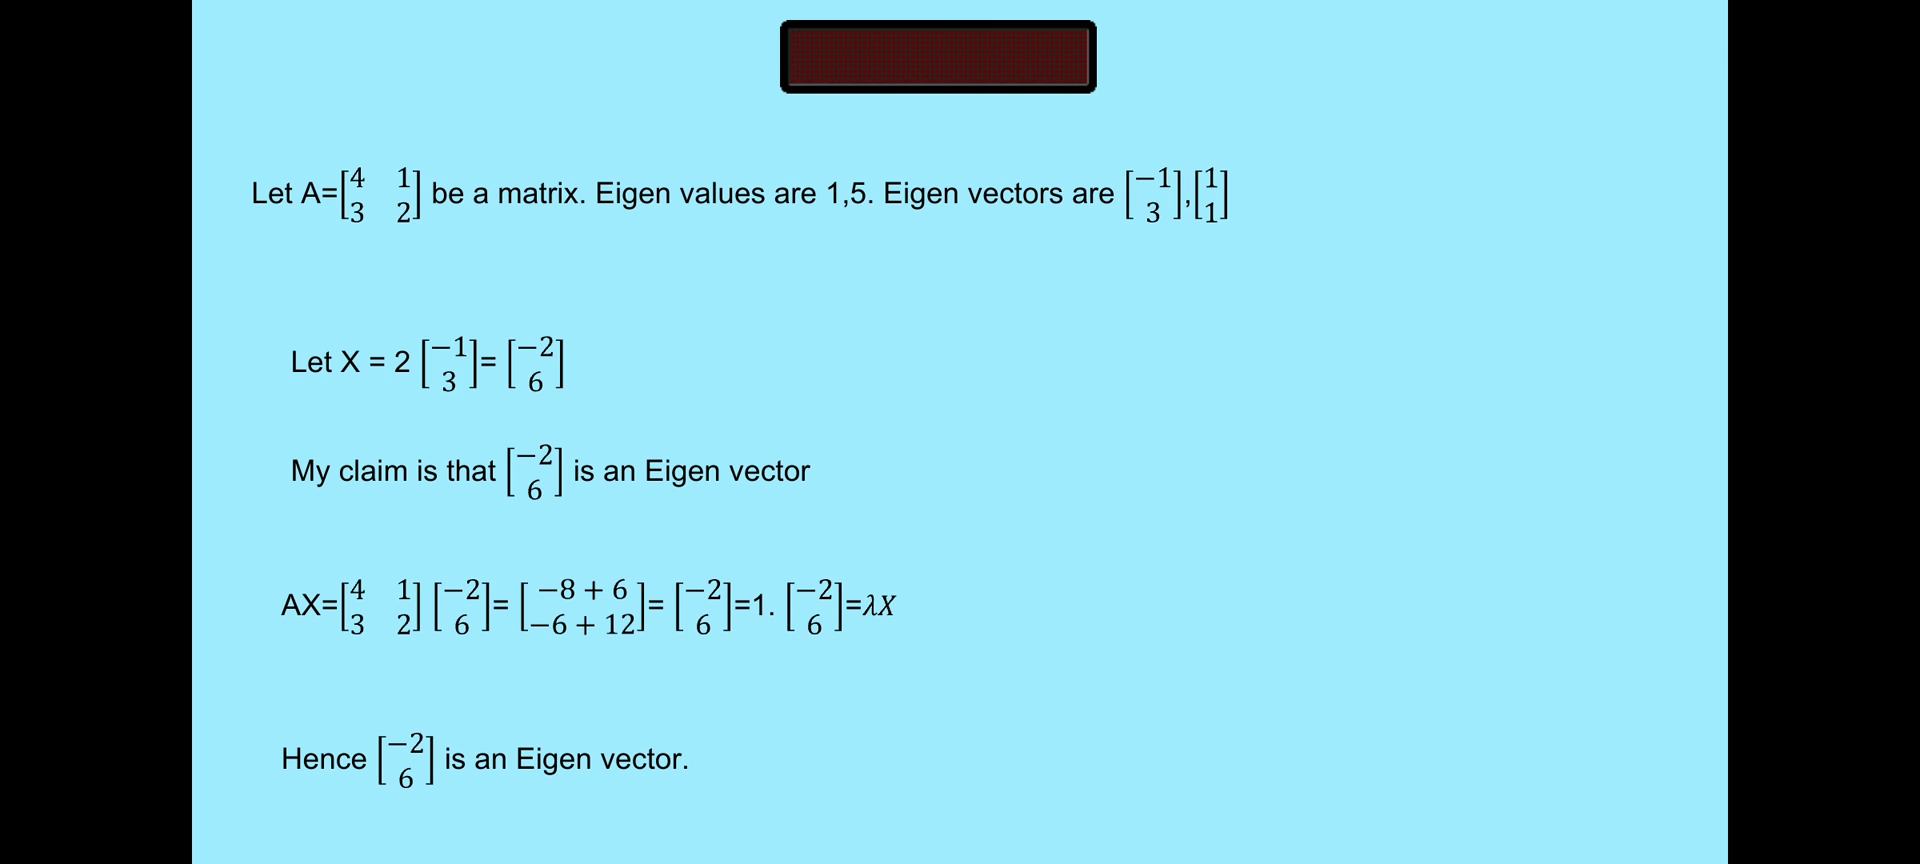 Let A=[4 1; 3 2] be a matrix. Eigen values are 1,5. Eigen vectors are [−1; 3],[1; 1]
Let X = 2 [−1; 3]= [−2; 6]
My claim is that [−2; 6] is an Eigen vector
AX=[4 1; 3 2] [−2; 6]= [−8 + 6; −6 + 12]= [−2; 6]=1. [−2; 6]=λX
Hence [−2; 6] is an Eigen vector.